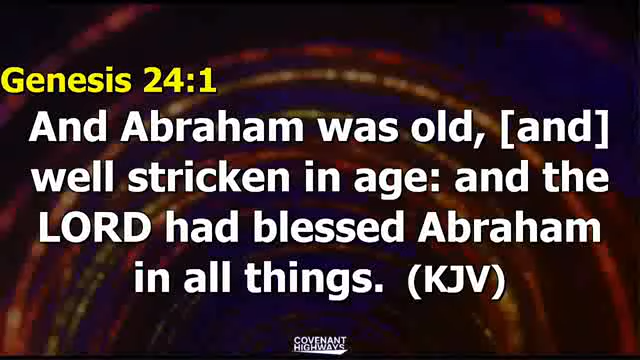 Genesis 24:1
And Abraham was old, [and]
well stricken in age: and the
LORD had blessed Abraham
in all things. (KJV)
COVENANT
HIGHWAYS